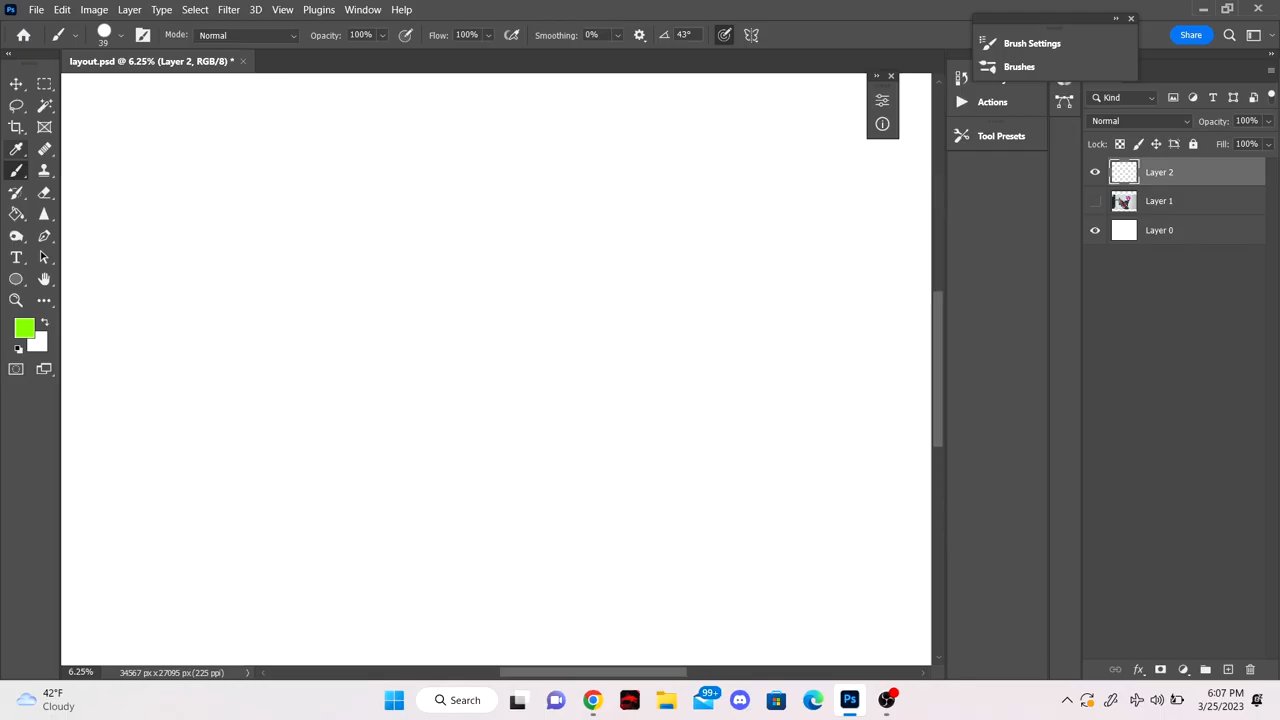 Ps File Edit Image Layer Type Select Filter 3D View Plugins Window Help
39 Mode: Normal Opacity: 100% Flow: 100% Smoothing: 0% 43° Share
layout.psd @ 6.25% (Layer 2, RGB/8) *
Brush Settings
Brushes
Actions
Tool Presets
Kind
Normal Opacity: 100%
Lock: Fill: 100%
Layer 2
Layer 1
Layer 0
fx
6.25% 34567 px x 27095 px (225 ppi)
42°F
Cloudy
Search
99+
Ps
6:07 PM
3/25/2023